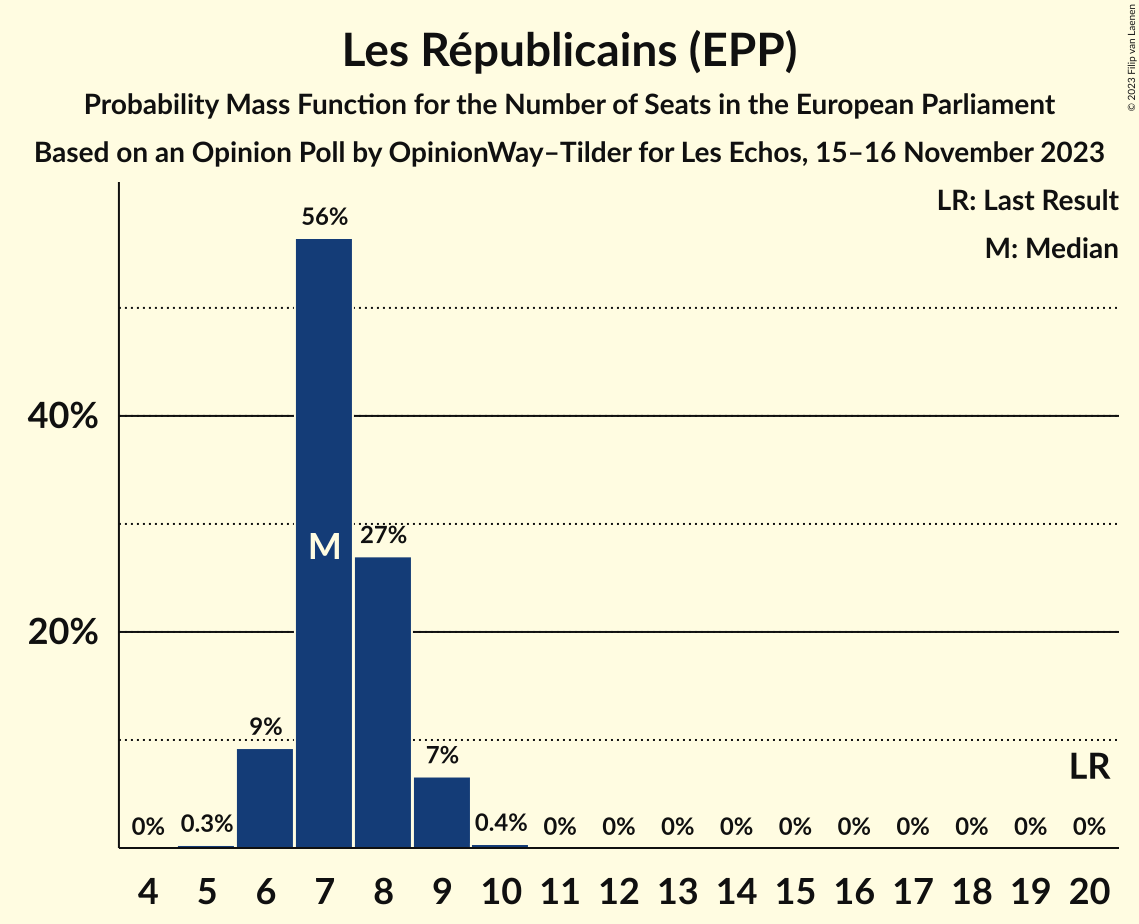 Les Républicains (EPP)
Probability Mass Function for the Number of Seats in the European Parliament
Based on an Opinion Poll by OpinionWay–Tilder for Les Echos, 15–16 November 2023
© 2023 Filip van Laenen
LR: Last Result
M: Median
56%
40%
M
27%
20%
9%
7%
LR
0% 0.3% 0.4% 0% 0% 0% 0% 0% 0% 0% 0% 0% 0%
4 5 6 7 8 9 10 11 12 13 14 15 16 17 18 19 20